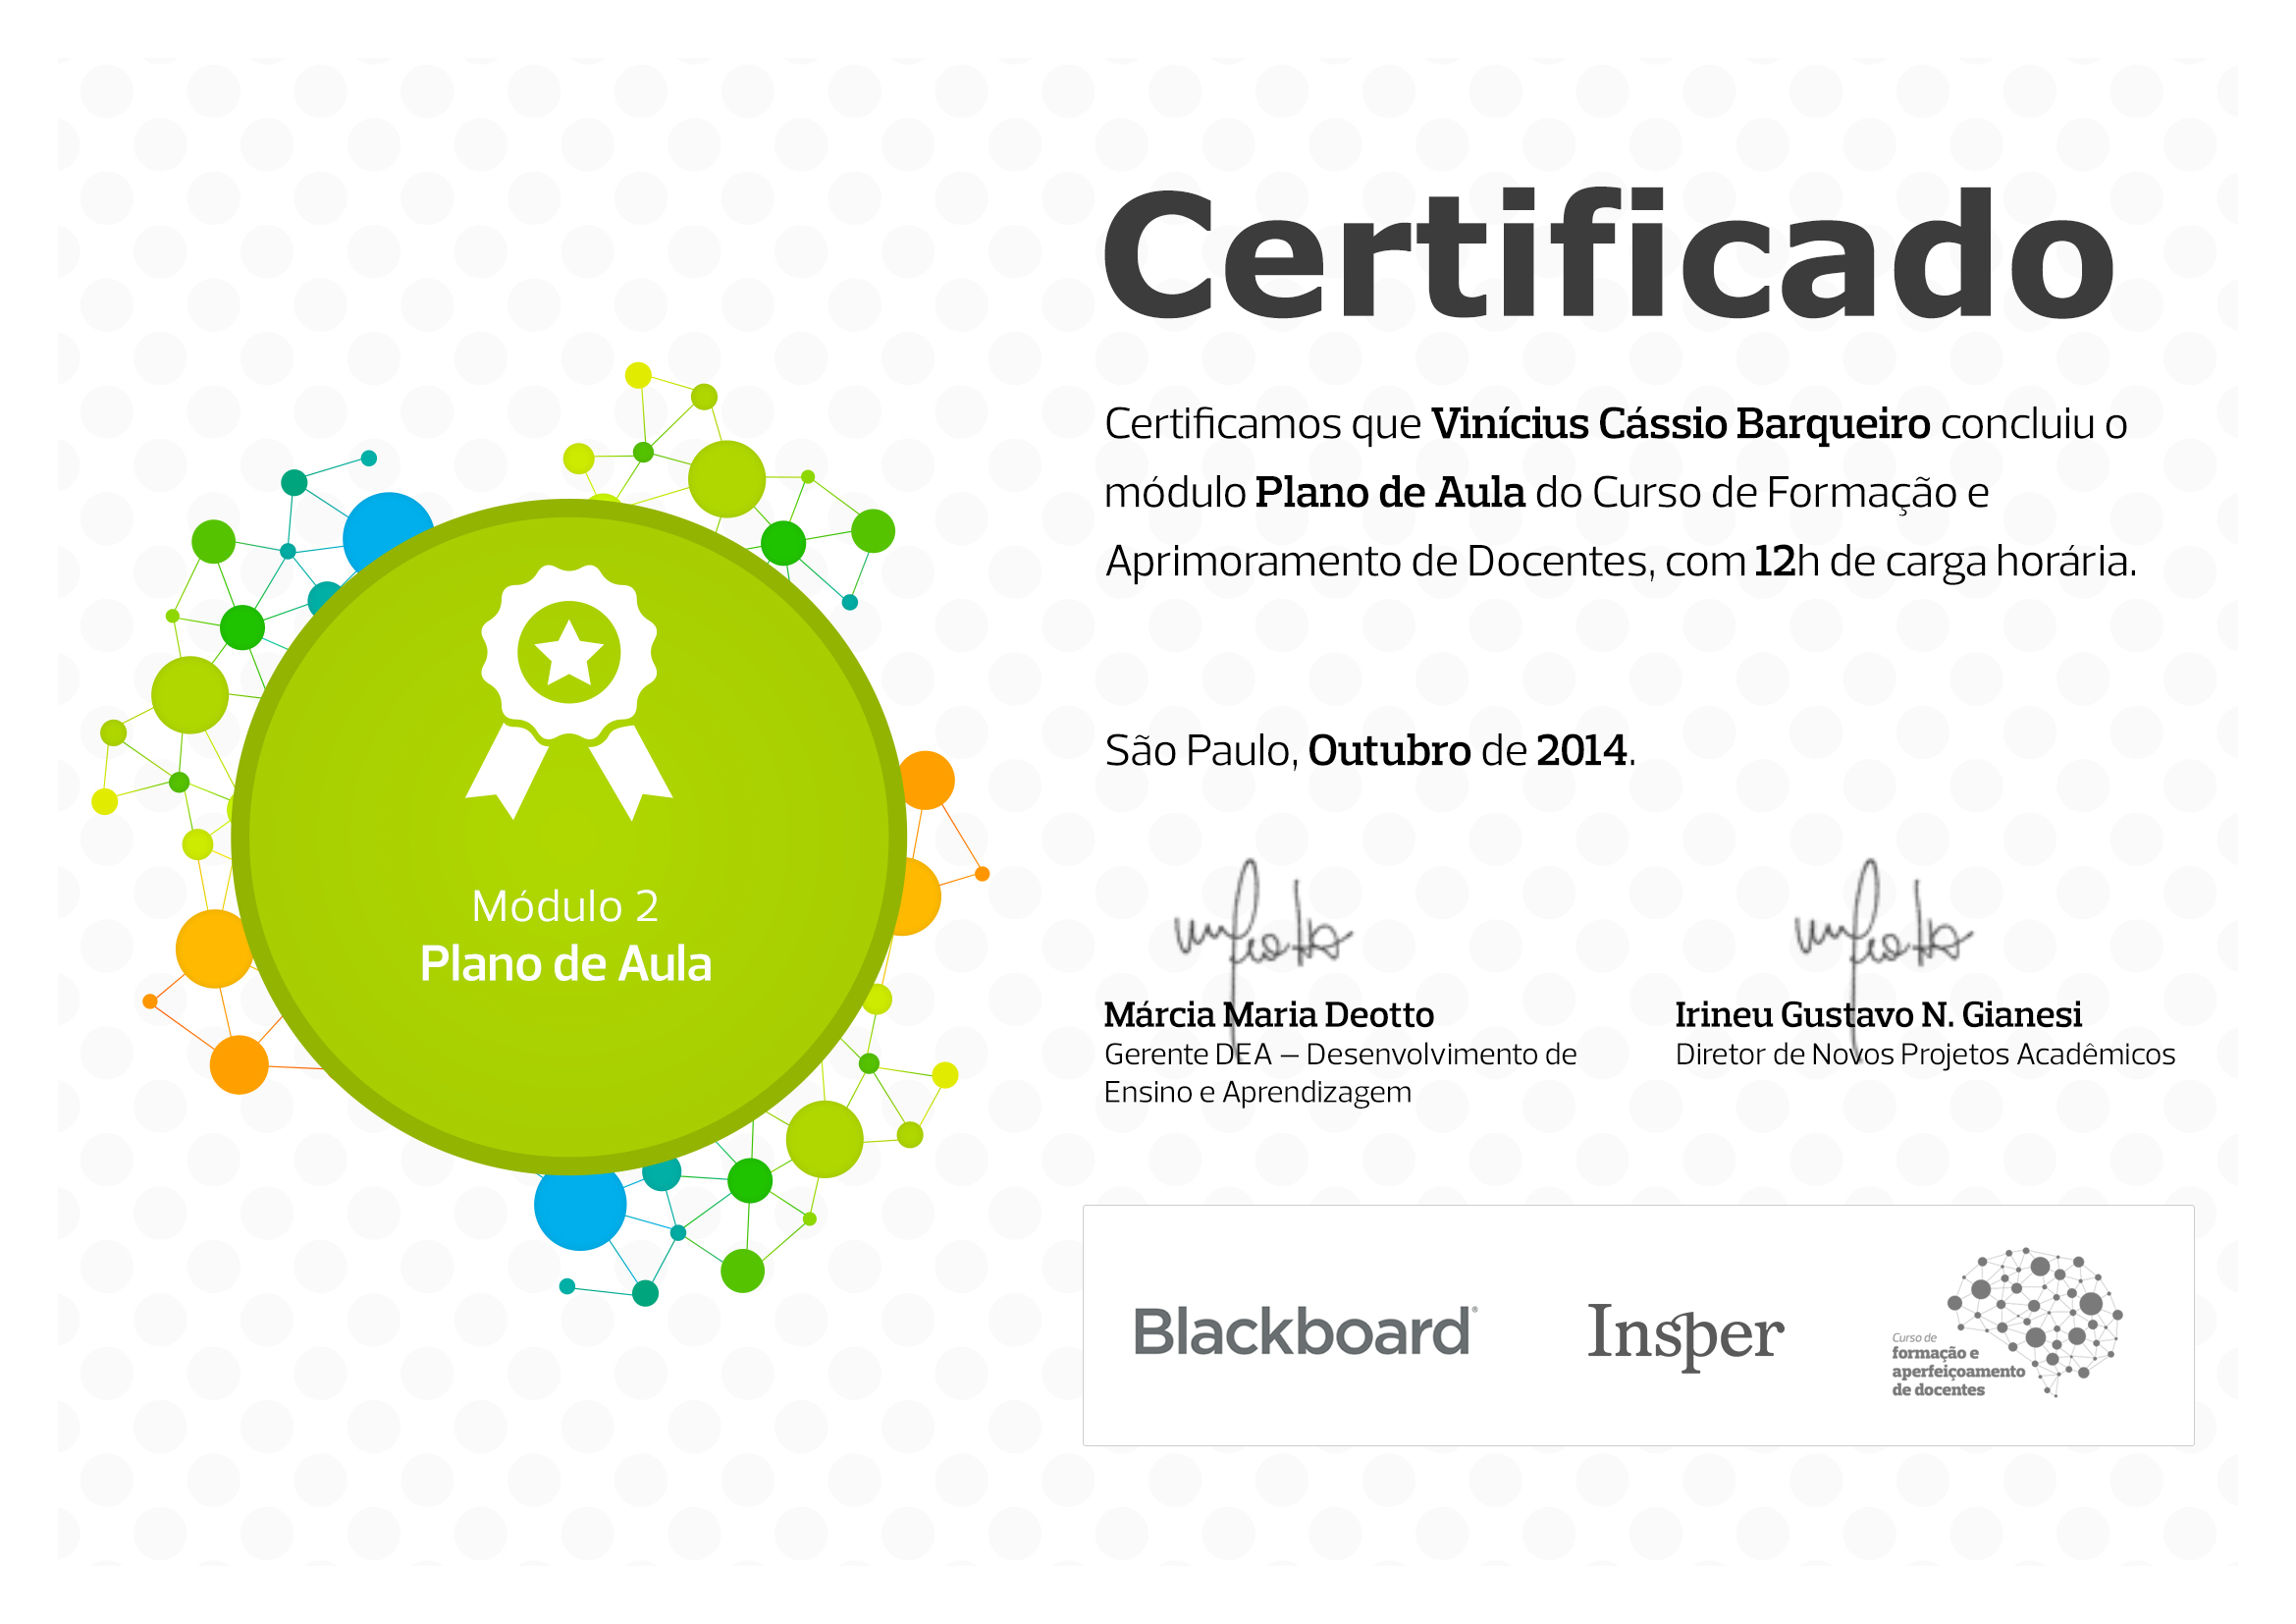 Certificado
Certificamos que Vinícius Cássio Barqueiro concluiu o
módulo Plano de Aula do Curso de Formação e
Aprimoramento de Docentes, com 12h de carga horária.
São Paulo, Outubro de 2014.
Módulo 2
Plano de Aula
Márcia Maria Deotto
Gerente DEA – Desenvolvimento de
Ensino e Aprendizagem
Irineu Gustavo N. Gianesi
Diretor de Novos Projetos Acadêmicos
Blackboard®
Insper
Curso de
formação e
aperfeiçoamento
de docentes